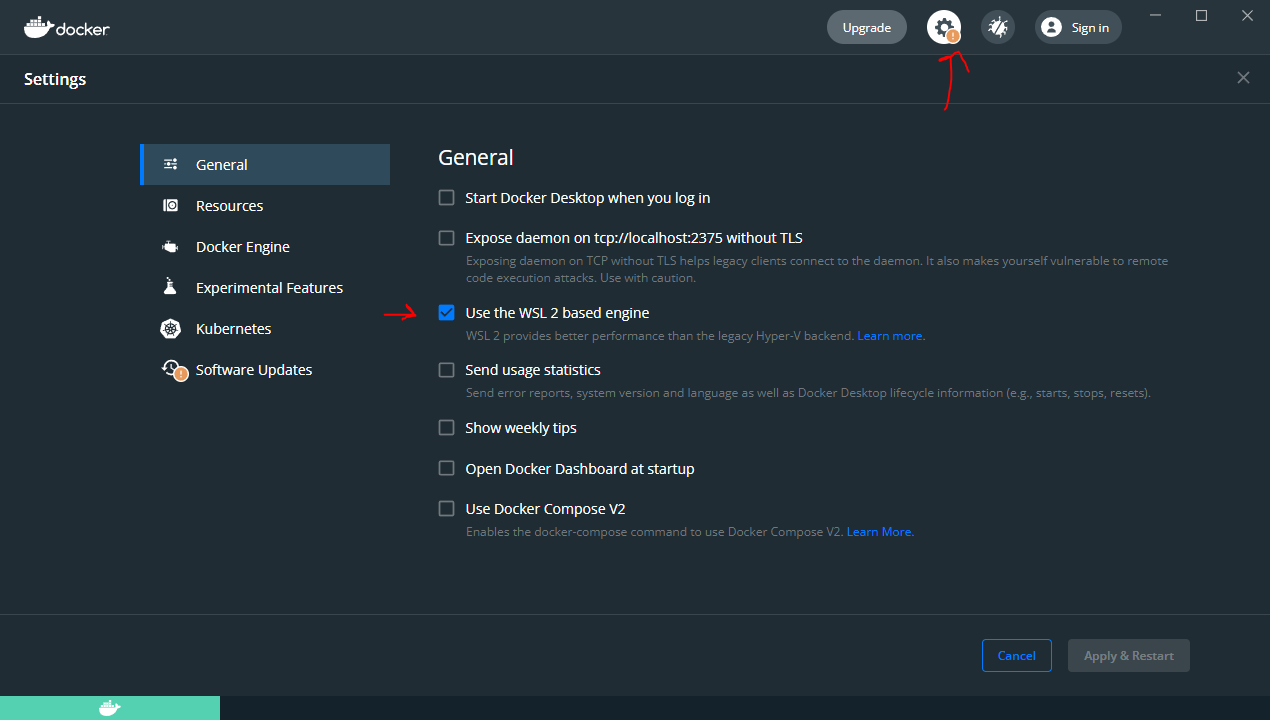 docker
Upgrade
Sign in
Settings
General
Resources
Docker Engine
Experimental Features
Kubernetes
Software Updates
General
Start Docker Desktop when you log in
Expose daemon on tcp://localhost:2375 without TLS
Exposing daemon on TCP without TLS helps legacy clients connect to the daemon. It also makes yourself vulnerable to remote
code execution attacks. Use with caution.
Use the WSL 2 based engine
WSL 2 provides better performance than the legacy Hyper-V backend. Learn more.
Send usage statistics
Send error reports, system version and language as well as Docker Desktop lifecycle information (e.g., starts, stops, resets).
Show weekly tips
Open Docker Dashboard at startup
Use Docker Compose V2
Enables the docker-compose command to use Docker Compose V2. Learn More.
Cancel
Apply & Restart